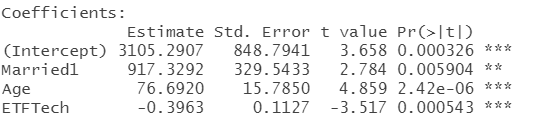 Coefficients:
Estimate Std. Error t value Pr(>|t|)
(Intercept) 3105.2907 848.7941 3.658 0.000326 ***
Married1 917.3292 329.5433 2.784 0.005904 **
Age 76.6920 15.7850 4.859 2.42e-06 ***
ETFTech -0.3963 0.1127 -3.517 0.000543 ***